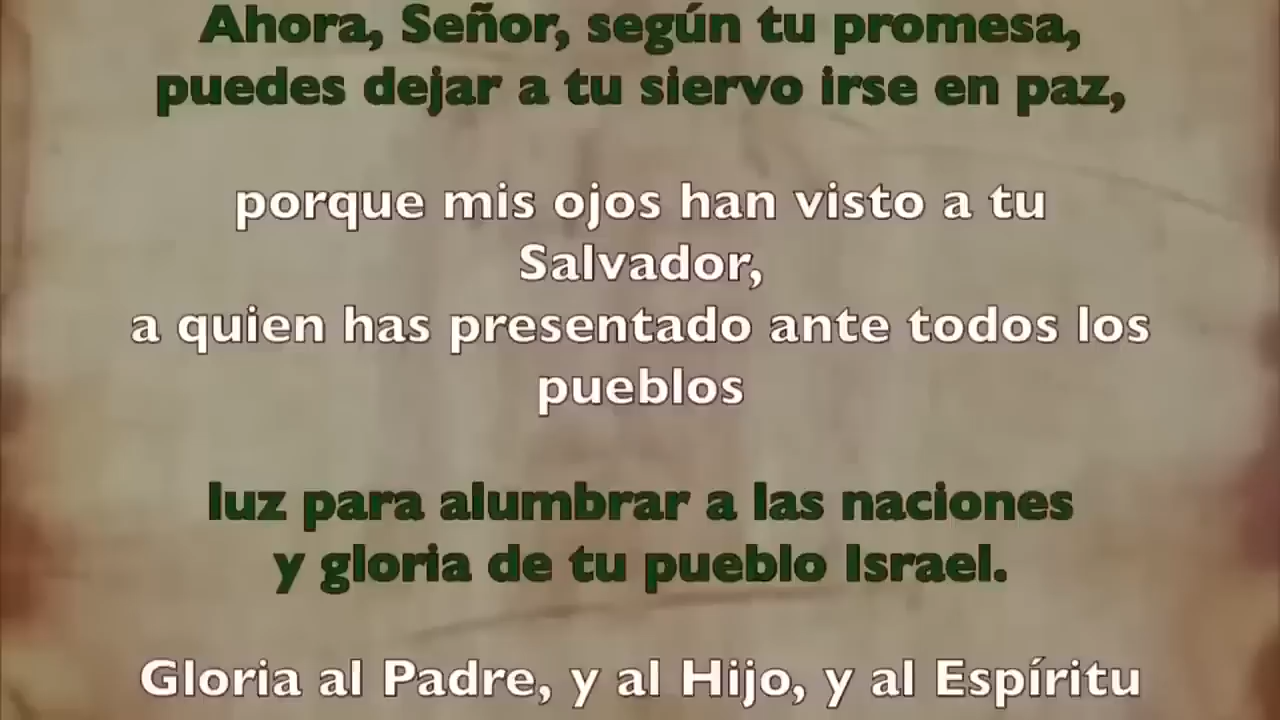 Ahora, Señor, según tu promesa,
puedes dejar a tu siervo irse en paz,
porque mis ojos han visto a tu
Salvador,
a quien has presentado ante todos los
pueblos
luz para alumbrar a las naciones
y gloria de tu pueblo Israel.
Gloria al Padre, y al Hijo, y al Espíritu